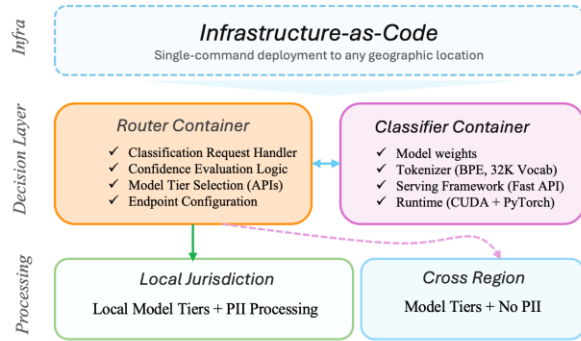 Infra
Infrastructure-as-Code
Single-command deployment to any geographic location
Decision Layer
Router Container
✓ Classification Request Handler
✓ Confidence Evaluation Logic
✓ Model Tier Selection (APIs)
✓ Endpoint Configuration
Classifier Container
✓ Model weights
✓ Tokenizer (BPE, 32K Vocab)
✓ Serving Framework (Fast API)
✓ Runtime (CUDA + PyTorch)
Processing
Local Jurisdiction
Local Model Tiers + PII Processing
Cross Region
Model Tiers + No PII